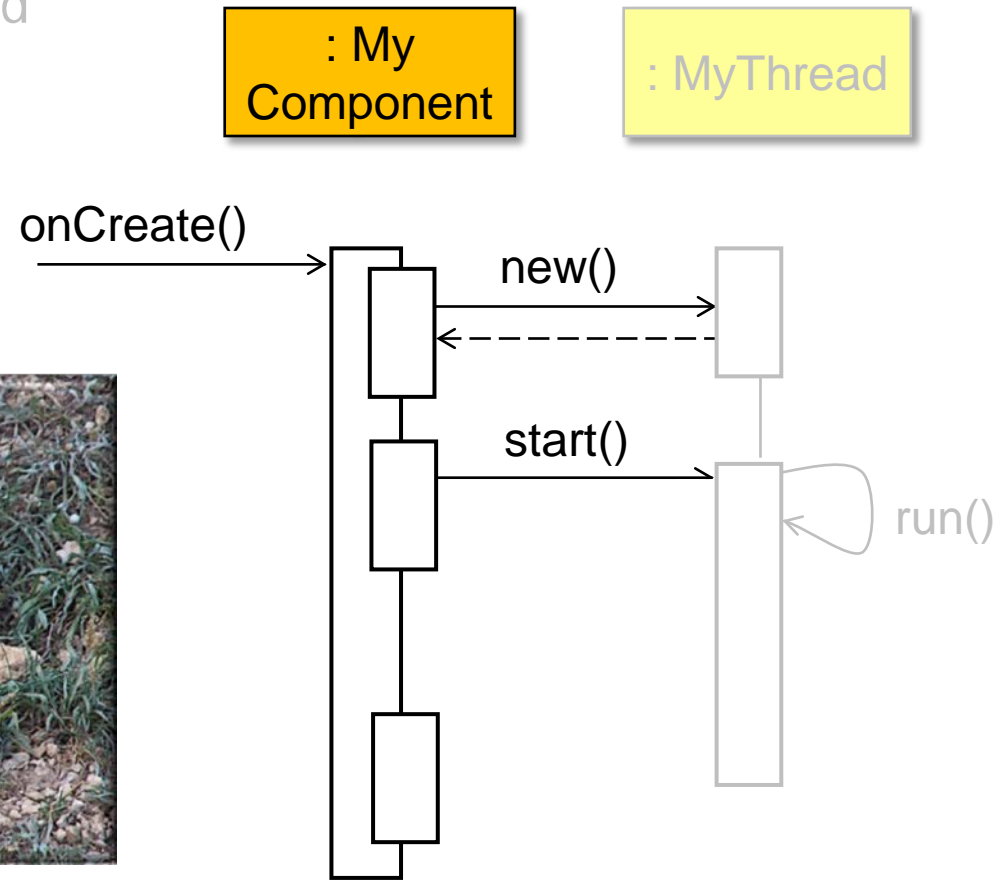 : My
Component
: MyThread
onCreate()
new()
start()
run()